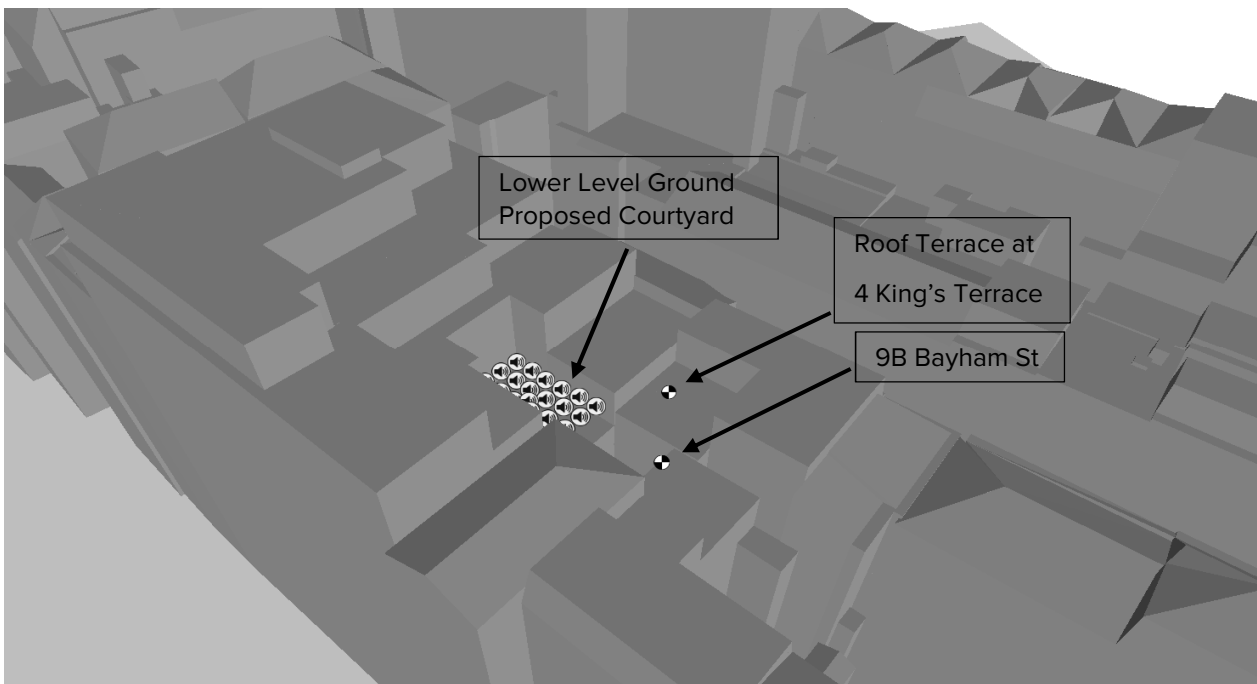 Lower Level Ground
Proposed Courtyard
Roof Terrace at
4 King’s Terrace
9B Bayham St